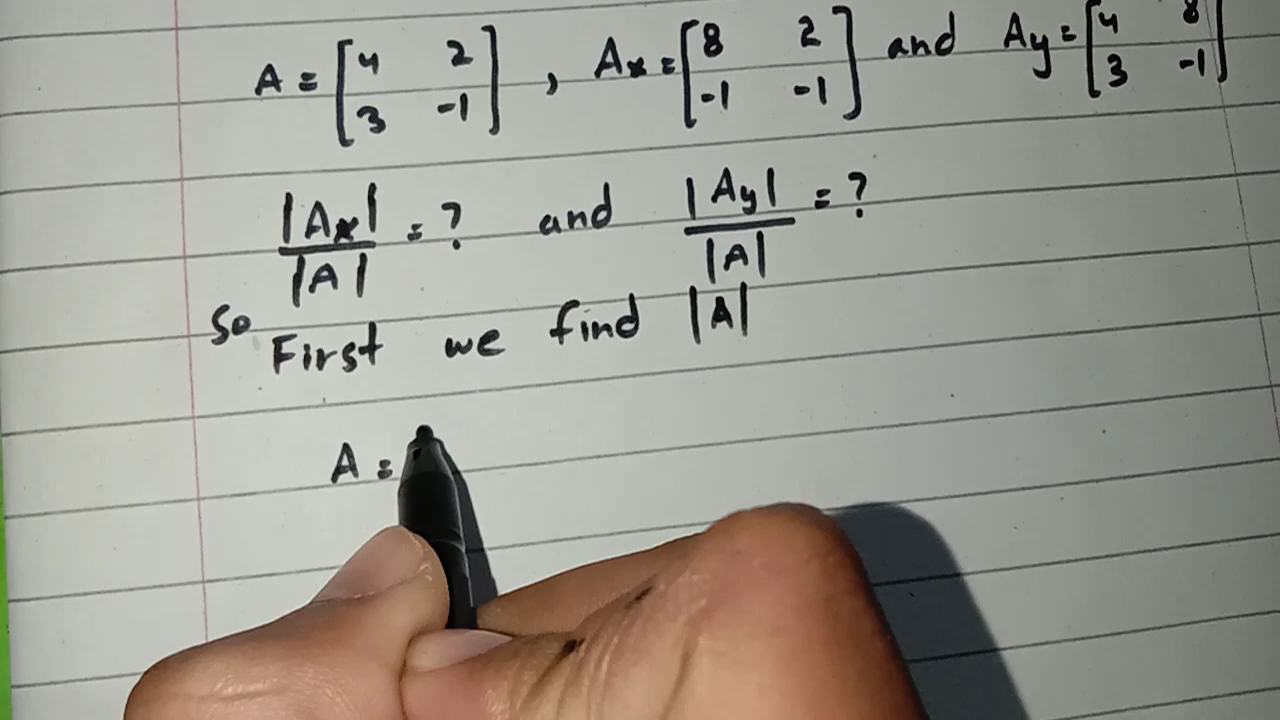 A = [4 2 3 -1] , Ax = [8 2 -1 -1] and Ay = [4 8 3 -1]
|Ax| / |A| = ? and |Ay| / |A| = ?
So First we find |A|
A =